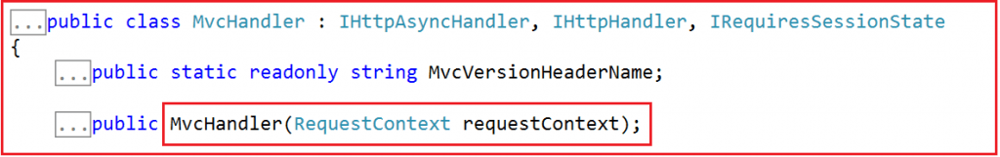 ...public class MvcHandler : IHttpAsyncHandler, IHttpHandler, IRequiresSessionState
{
...public static readonly string MvcVersionHeaderName;
...public MvcHandler(RequestContext requestContext);